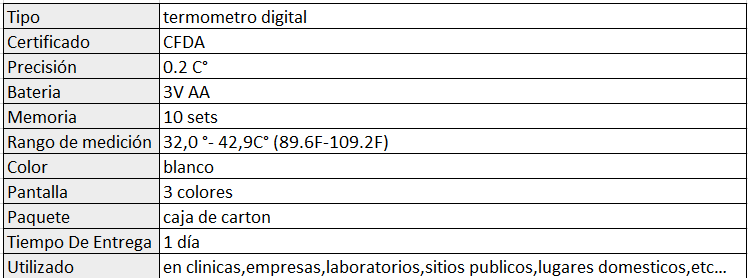 Tipo termometro digital
Certificado CFDA
Precisión 0.2 C°
Bateria 3V AA
Memoria 10 sets
Rango de medición 32,0 °- 42,9C° (89.6F-109.2F)
Color blanco
Pantalla 3 colores
Paquete caja de carton
Tiempo De Entrega 1 día
Utilizado en clinicas,empresas,laboratorios,sitios publicos,lugares domesticos,etc...